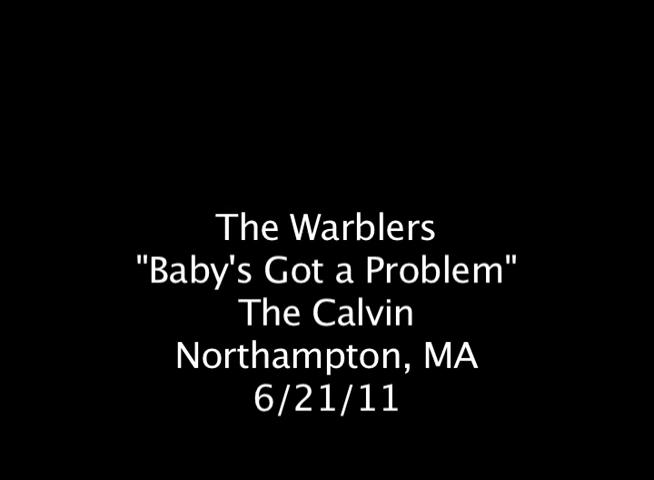 The Warblers
"Baby's Got a Problem"
The Calvin
Northampton, MA
6/21/11